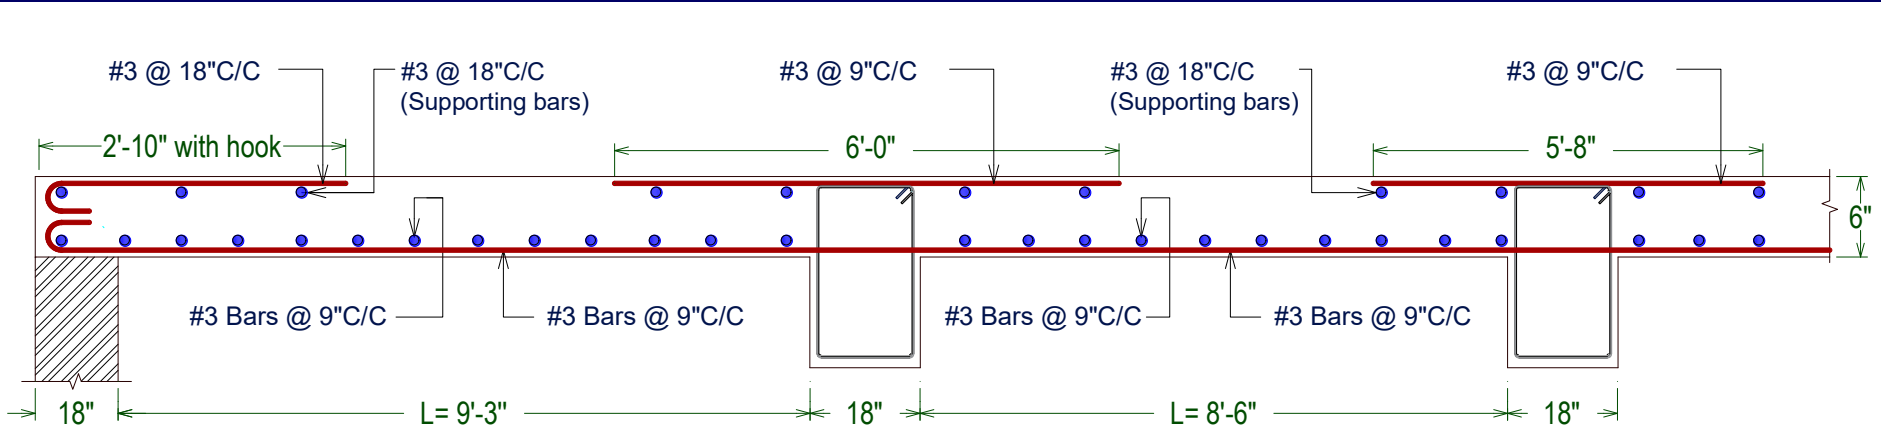 #3 @ 18"C/C
#3 @ 18"C/C
(Supporting bars)
#3 @ 9"C/C
#3 @ 18"C/C
(Supporting bars)
#3 @ 9"C/C
2'-10" with hook
6'-0"
5'-8"
6"
#3 Bars @ 9"C/C
#3 Bars @ 9"C/C
#3 Bars @ 9"C/C
#3 Bars @ 9"C/C
18"
L= 9'-3"
18"
L= 8'-6"
18"